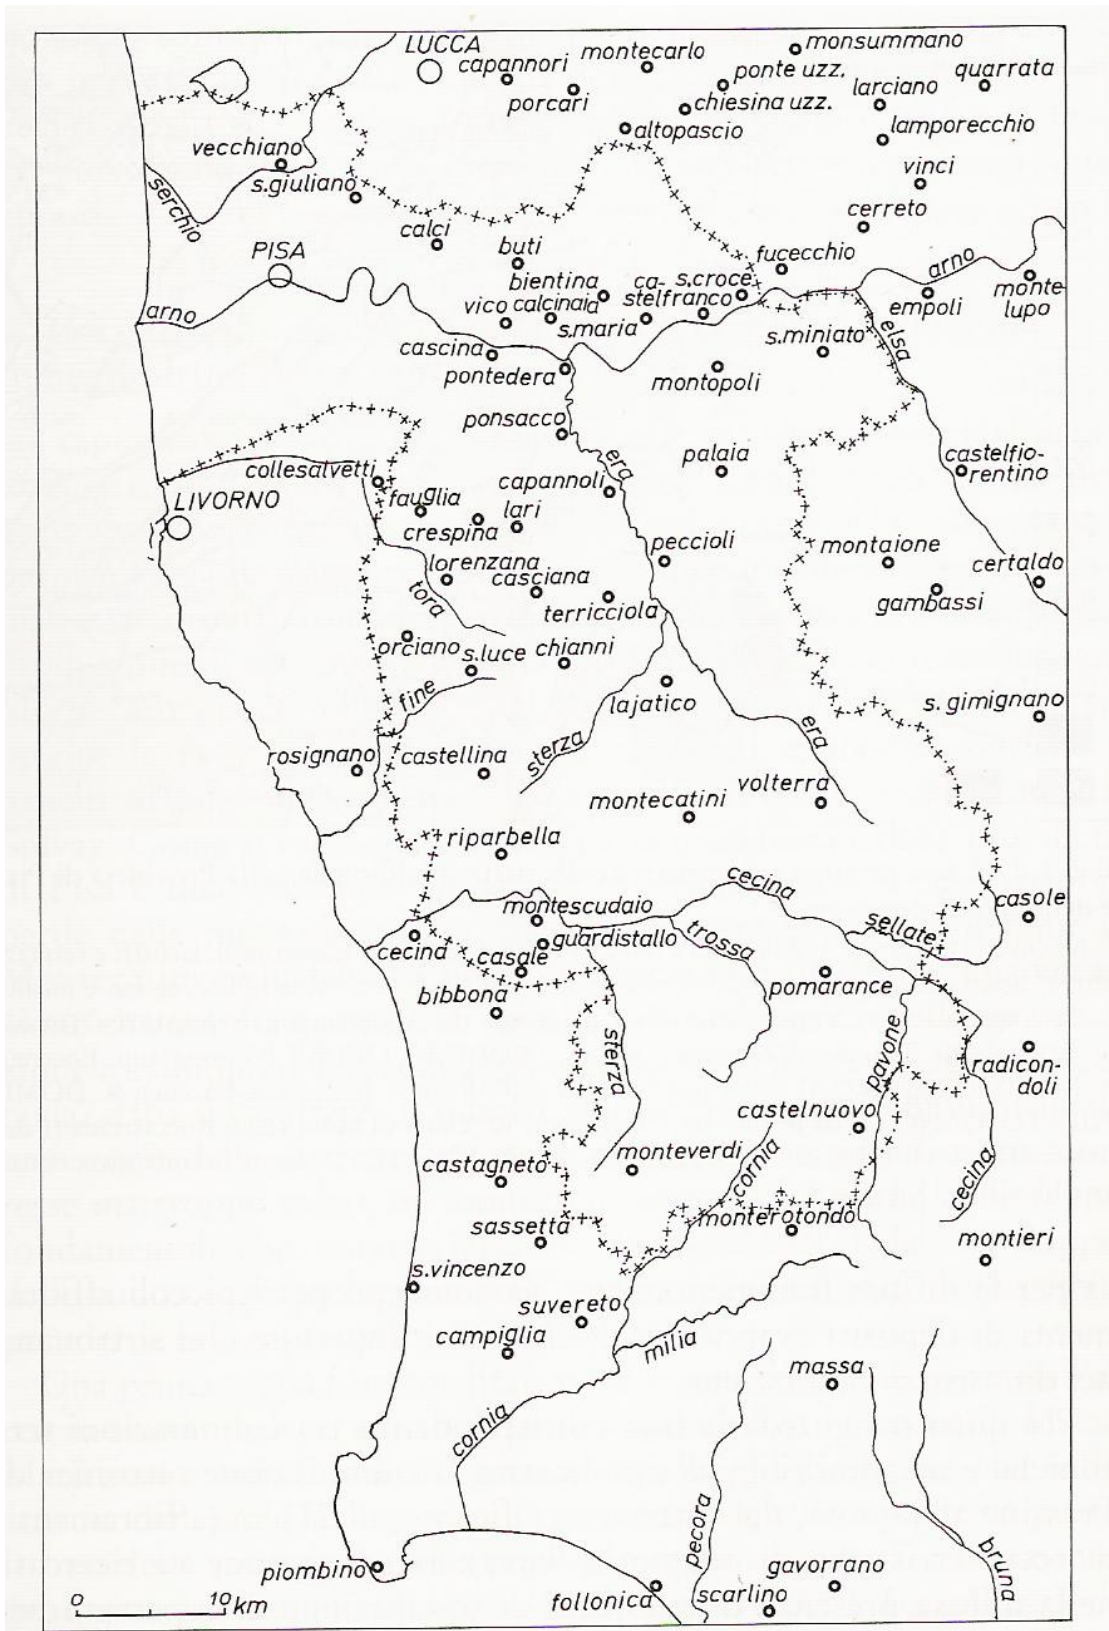 LUCCA
monsummano
montecarlo
capannori
ponte uzz.
quarrata
larciano
porcari
chiesina uzz.
altopascio
lamporecchio
vecchiano
vinci
s.giuliano
serchio
cerreto
calci
PISA
buti
fucecchio
arno
bientina
ca-
stelfranco
s.croce
monte-
lupo
empoli
arno
vico
calcinaia
s.maria
elsa
s.miniato
cascina
pontedera
montopoli
ponsacco
era
palaia
castelfio-
rentino
collesalvetti
capannoli
fauglia
LIVORNO
lari
crespina
peccioli
montaione
lorenzana
casciana
certaldo
tora
terricciola
gambassi
orciano
s.luce
chianni
fine
lajatico
s. gimignano
sterza
era
rosignano
castellina
volterra
montecatini
riparbella
cecina
montescudaio
casole
sellate
trossa
cecina
guardistallo
casale
pomarance
bibbona
sterza
pavone
radicon-
doli
castelnuovo
monteverdi
castagneto
cornia
cecina
sassetta
monterotondo
montieri
s.vincenzo
suvereto
campiglia
milia
massa
cornia
pecora
bruna
piombino
gavorrano
follonica
scarlino
0 10 km